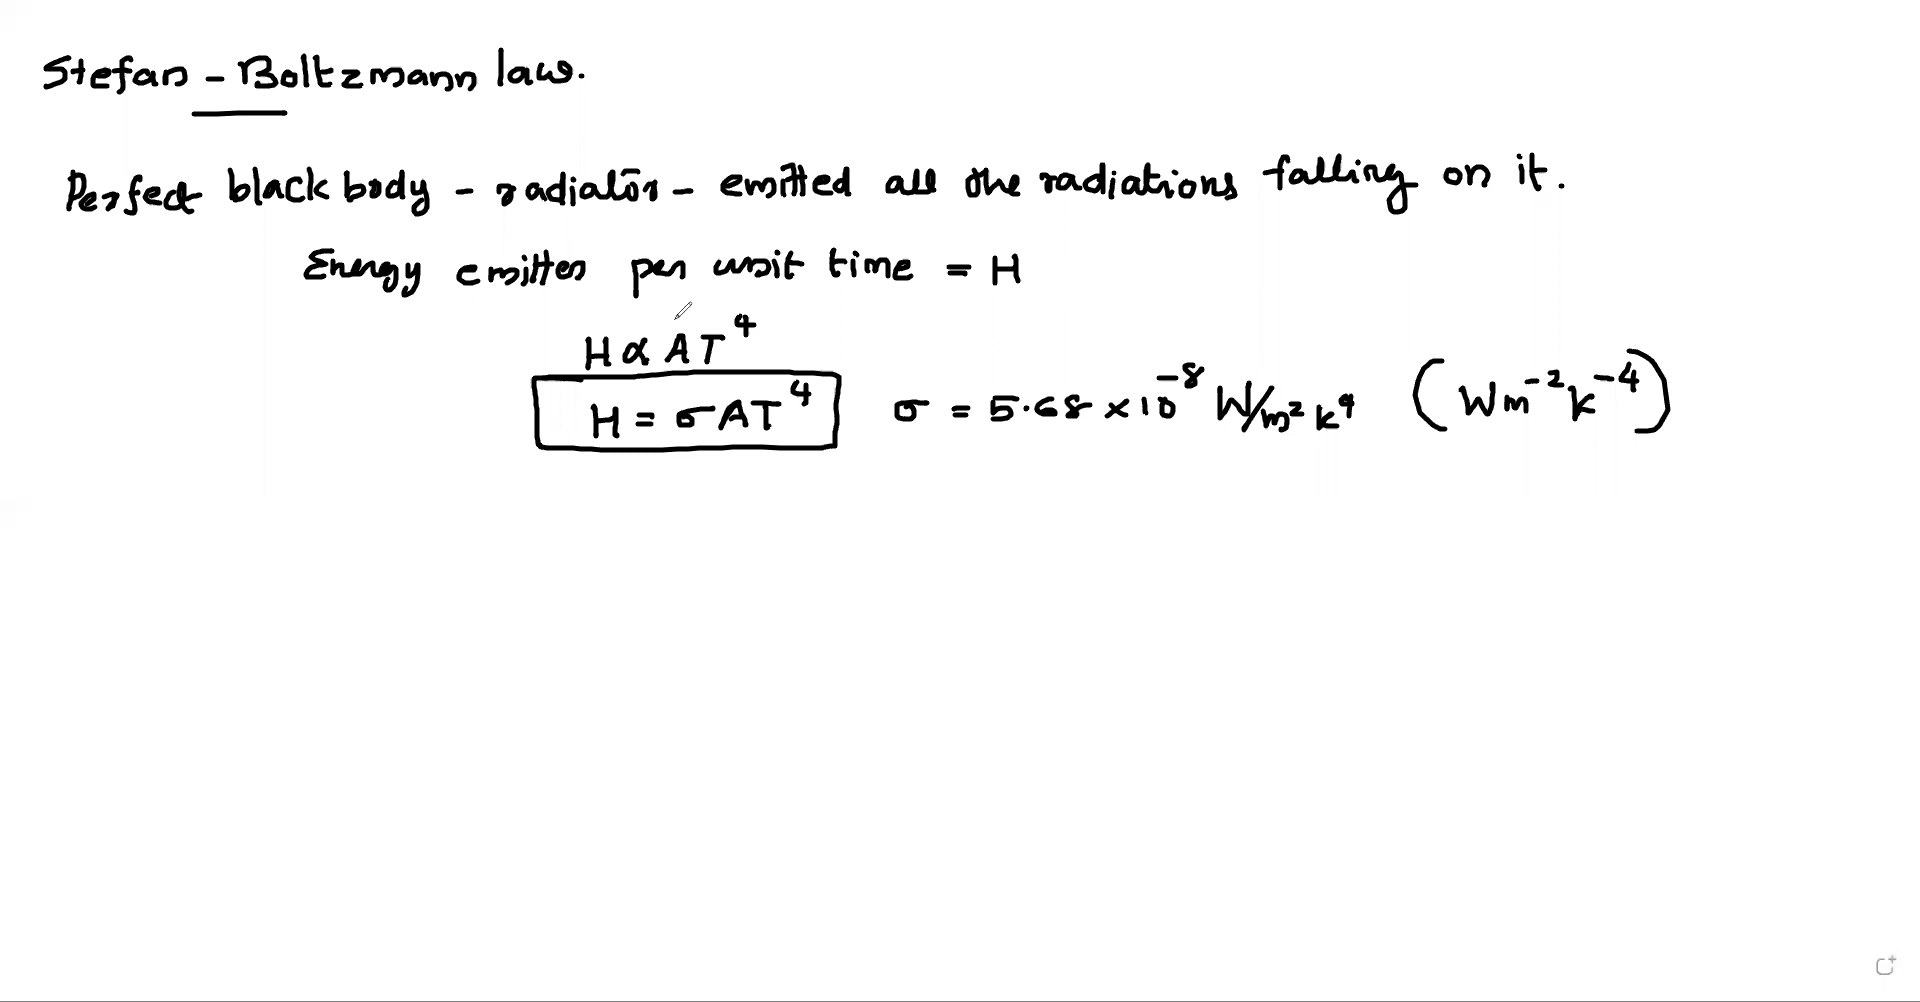 Stefan - Boltzmann law.
Perfect black body - radiator - emitted all the radiations falling on it.
Energy emitted per unit time = H
H ∝ AT⁴
H = σAT⁴ σ = 5.68 × 10⁻⁸ W/m² K⁴ (Wm⁻²K⁻⁴)